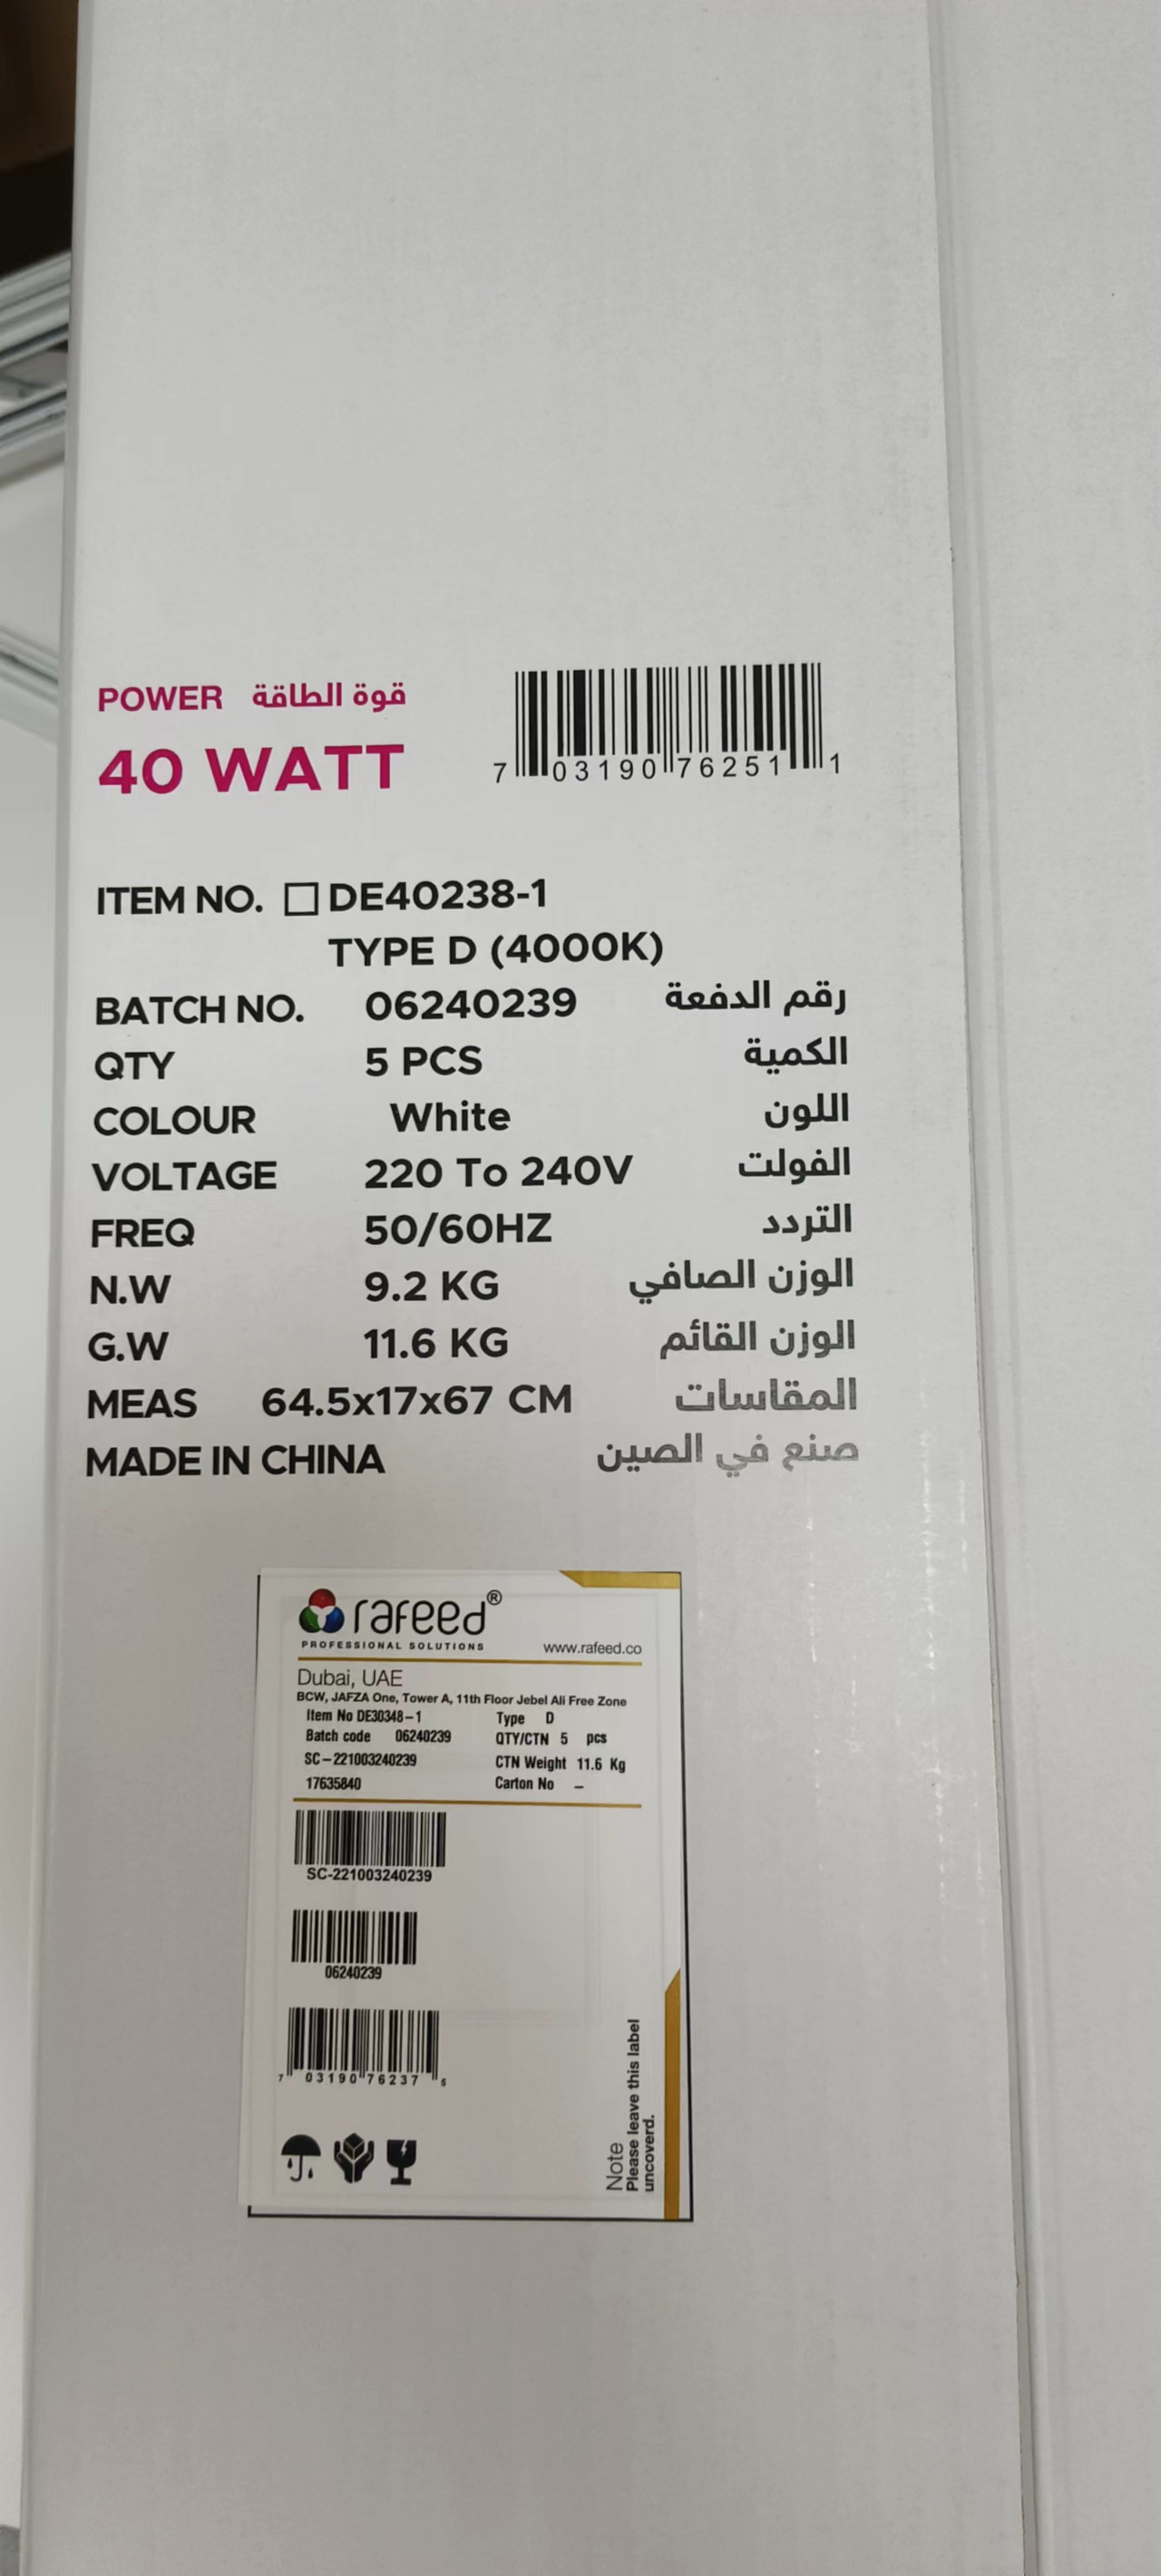 POWER قوة الطاقة
40 WATT
7 03190 76251 1
ITEM NO. DE40238-1
TYPE D (4000K)
BATCH NO. 06240239 رقم الدفعة
QTY 5 PCS الكمية
COLOUR White اللون
VOLTAGE 220 To 240V الفولت
FREQ 50/60HZ التردد
N.W 9.2 KG الوزن الصافي
G.W 11.6 KG الوزن القائم
MEAS 64.5x17x67 CM المقاسات
MADE IN CHINA صنع في الصين
rafeed®
PROFESSIONAL SOLUTIONS www.rafeed.co
Dubai, UAE
BCW, JAFZA One, Tower A, 11th Floor Jebel Ali Free Zone
Item No DE30348-1 Type D
Batch code 06240239 QTY/CTN 5 pcs
SC-221003240239 CTN Weight 11.6 Kg
17635840 Carton No -
SC-221003240239
06240239
7 03190 76237 5
Note
Please leave this label
uncoverd.